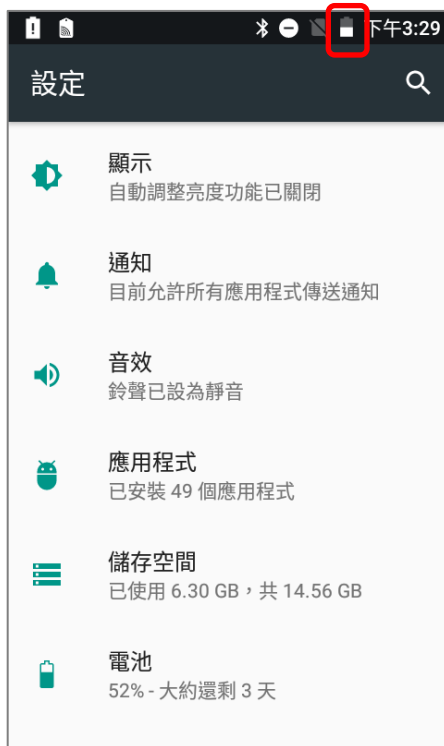 下午3:29
設定
顯示
自動調整亮度功能已關閉
通知
目前允許所有應用程式傳送通知
音效
鈴聲已設為靜音
應用程式
已安裝 49 個應用程式
儲存空間
已使用 6.30 GB，共 14.56 GB
電池
52% - 大約還剩 3 天